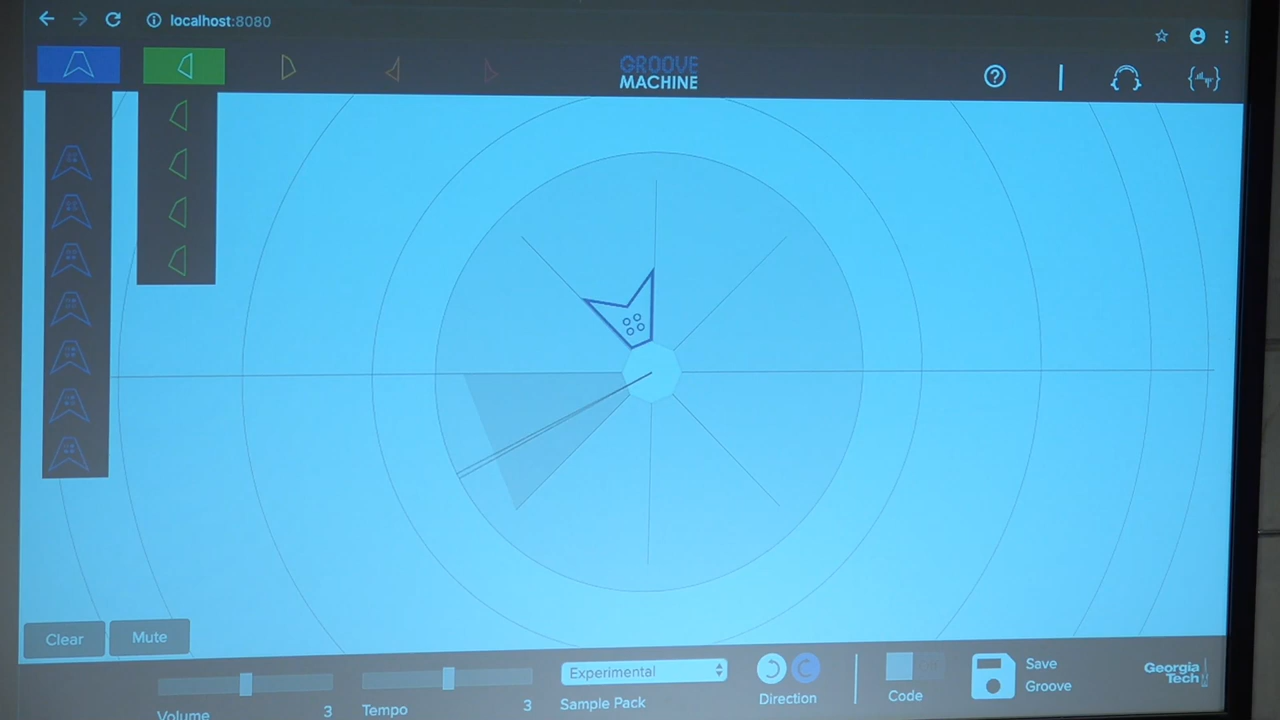 localhost:8080
GROOVE
MACHINE
Clear
Mute
Volume
3
Tempo
3
Experimental
Sample Pack
Direction
Code
Save
Groove
Georgia
Tech